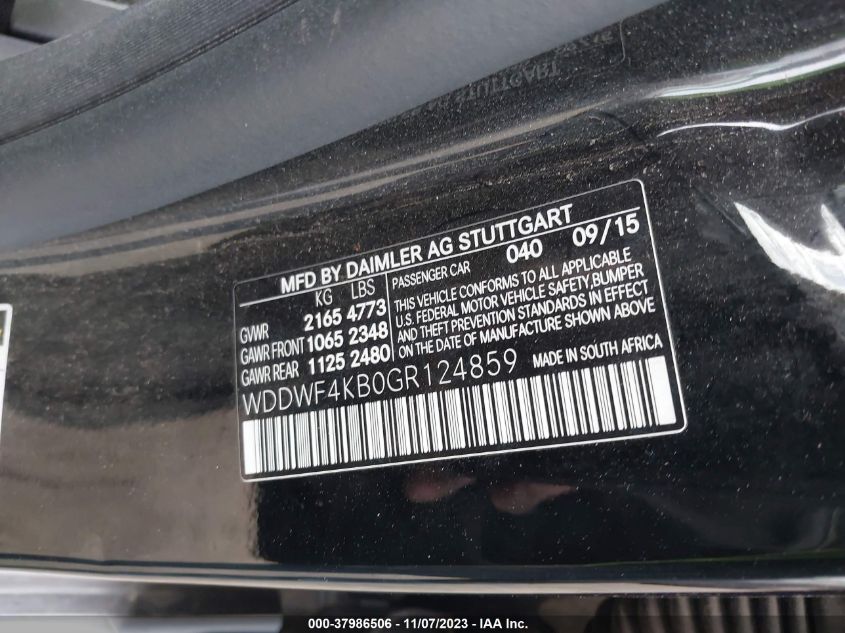 MFD BY DAIMLER AG STUTTGART
KG LBS
GVWR 2165 4773
GAWR FRONT 1065 2348
GAWR REAR 1125 2480
PASSENGER CAR 040 09/15
THIS VEHICLE CONFORMS TO ALL APPLICABLE
U.S. FEDERAL MOTOR VEHICLE SAFETY, BUMPER
AND THEFT PREVENTION STANDARDS IN EFFECT
ON THE DATE OF MANUFACTURE SHOWN ABOVE
WDDWF4KB0GR124859 MADE IN SOUTH AFRICA
000-37986506 - 11/07/2023 - IAA Inc.